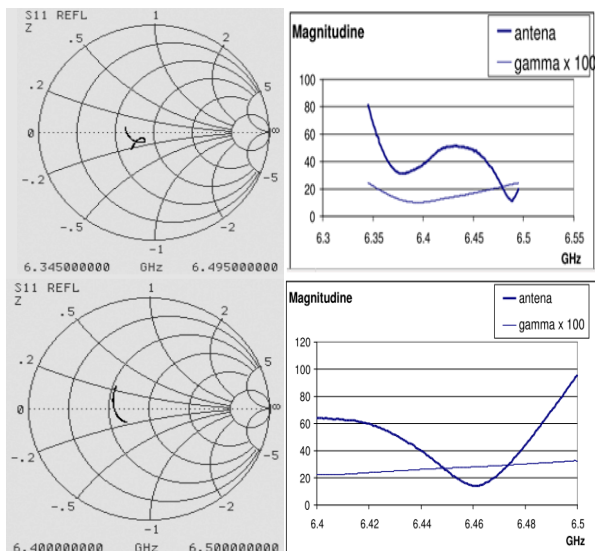 S11 REFL
Z
1
.5
2
.2
5
0
∞
-.2
-5
-.5
-2
-1
6.345000000 GHz 6.495000000
Magnitudine
antena
gamma x 100
100
80
60
40
20
0
6.3 6.35 6.4 6.45 6.5 6.55
GHz
S11 REFL
Z
1
.5
2
.2
5
0
∞
-.2
-5
-.5
-2
-1
6.400000000 GHz 6.500000000
Magnitudine
antena
gamma x 100
120
100
80
60
40
20
0
6.4 6.42 6.44 6.46 6.48 6.5
GHz